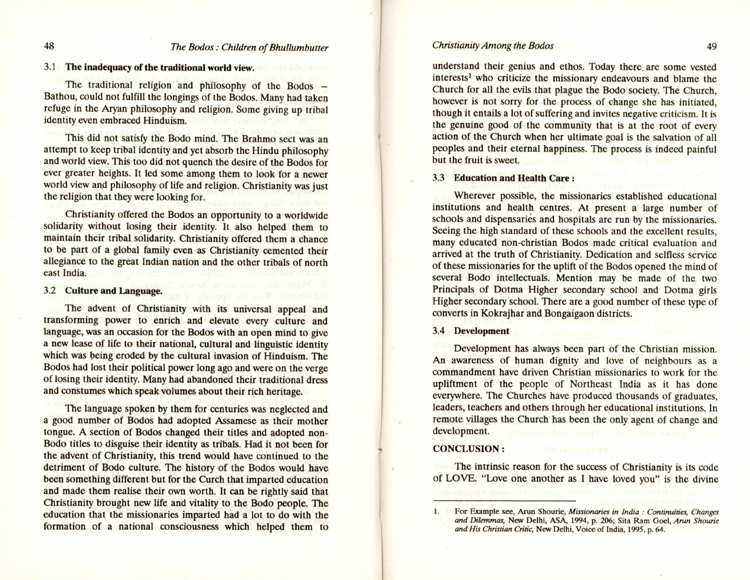 48
The Bodos : Children of Bhullumbutter
3.1 The inadequacy of the traditional world view.
The traditional religion and philosophy of the Bodos –
Bathou, could not fulfill the longings of the Bodos. Many had taken
refuge in the Aryan philosophy and religion. Some giving up tribal
identity even embraced Hinduism.
This did not satisfy the Bodo mind. The Brahmo sect was an
attempt to keep tribal identity and yet absorb the Hindu philosophy
and world view. This too did not quench the desire of the Bodos for
ever greater heights. It led some among them to look for a newer
world view and philosophy of life and religion. Christianity was just
the religion that they were looking for.
Christianity offered the Bodos an opportunity to a worldwide
solidarity without losing their identity. It also helped them to
maintain their tribal solidarity. Christianity offered them a chance
to be part of a global family even as Christianity cemented their
allegiance to the great Indian nation and the other tribals of north
east India.
3.2 Culture and Language.
The advent of Christianity with its universal appeal and
transforming power to enrich and elevate every culture and
language, was an occasion for the Bodos with an open mind to give
a new lease of life to their national, cultural and linguistic identity
which was being eroded by the cultural invasion of Hinduism. The
Bodos had lost their political power long ago and were on the verge
of losing their identity. Many had abandoned their traditional dress
and constumes which speak volumes about their rich heritage.
The language spoken by them for centuries was neglected and
a good number of Bodos had adopted Assamese as their mother
tongue. A section of Bodos changed their titles and adopted non-
Bodo titles to disguise their identity as tribals. Had it not been for
the advent of Christianity, this trend would have continued to the
detriment of Bodo culture. The history of the Bodos would have
been something different but for the Curch that imparted education
and made them realise their own worth. It can be rightly said that
Christianity brought new life and vitality to the Bodo people. The
education that the missionaries imparted had a lot to do with the
formation of a national consciousness which helped them to
Christianity Among the Bodos
49
understand their genius and ethos. Today there are some vested
interests¹ who criticize the missionary endeavours and blame the
Church for all the evils that plague the Bodo society. The Church,
however is not sorry for the process of change she has initiated,
though it entails a lot of suffering and invites negative criticism. It is
the genuine good of the community that is at the root of every
action of the Church when her ultimate goal is the salvation of all
peoples and their eternal happiness. The process is indeed painful
but the fruit is sweet.
3.3 Education and Health Care :
Wherever possible, the missionaries established educational
institutions and health centres. At present a large number of
schools and dispensaries and hospitals are run by the missionaries.
Seeing the high standard of these schools and the excellent results,
many educated non-christian Bodos made critical evaluation and
arrived at the truth of Christianity. Dedication and selfless service
of these missionaries for the uplift of the Bodos opened the mind of
several Bodo intellectuals. Mention may be made of the two
Principals of Dotma Higher secondary school and Dotma girls
Higher secondary school. There are a good number of these type of
converts in Kokrajhar and Bongaigaon districts.
3.4 Development
Development has always been part of the Christian mission.
An awareness of human dignity and love of neighbours as a
commandment have driven Christian missionaries to work for the
upliftment of the people of Northeast India as it has done
everywhere. The Churches have produced thousands of graduates,
leaders, teachers and others through her educational institutions. In
remote villages the Church has been the only agent of change and
development.
CONCLUSION :
The intrinsic reason for the success of Christianity is its code
of LOVE. “Love one another as I have loved you” is the divine
1. For Example see, Arun Shourie, Missionaries in India : Continuities, Changes
and Dilemmas, New Delhi, ASA, 1994, p. 206; Sita Ram Goel, Arun Shourie
and His Christian Critic, New Delhi, Voice of India, 1995, p. 64.